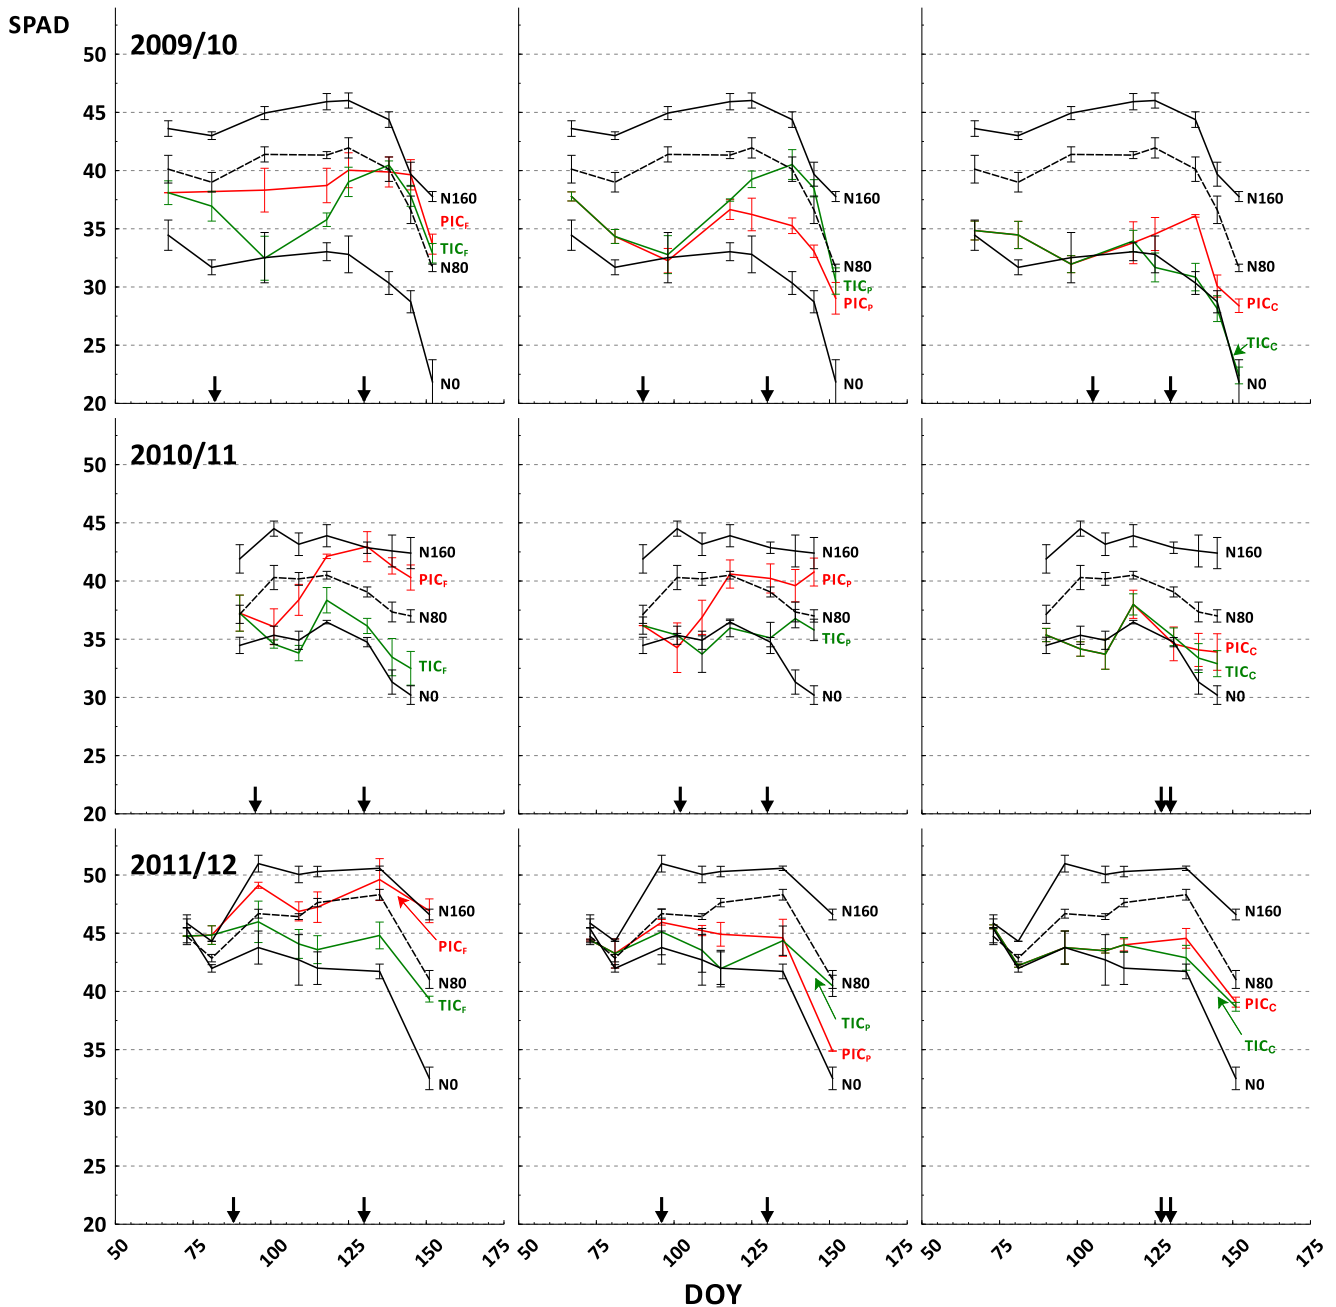 SPAD
2009/10
50
45
40
35
30
25
20
N160
PICF
TICF
N80
N0
N160
N80
TICP
PICP
N0
N160
N80
PICC
TICC
N0
2010/11
50
45
40
35
30
25
20
N160
PICF
N80
TICF
N0
N160
PICP
N80
TICP
N0
N160
N80
PICC
TICC
N0
2011/12
50
45
40
35
30
25
20
N160
PICF
N80
TICF
N0
N160
N80
TICP
PICP
N0
N160
N80
PICC
TICC
N0
50 75 100 125 150 175 50 75 100 125 150 175 50 75 100 125 150 175
DOY